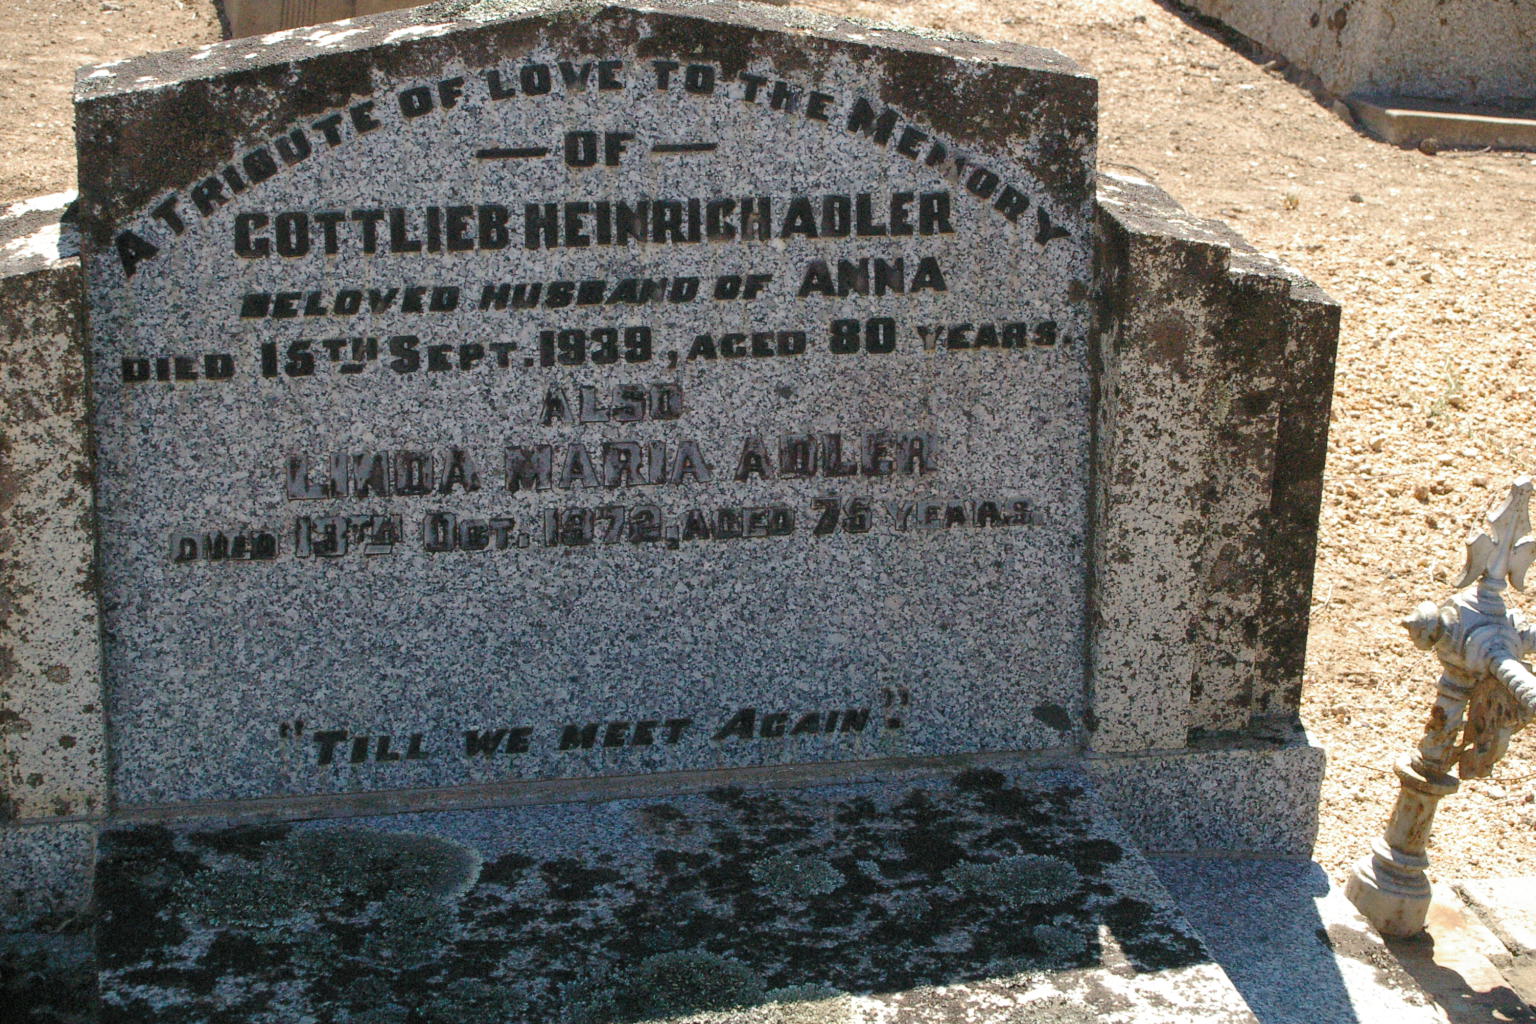 A TRIBUTE OF LOVE TO THE MEMORY
— OF —
GOTTLIEB HEINRICH ADLER
BELOVED HUSBAND OF ANNA
DIED 15TH SEPT. 1939, AGED 80 YEARS.
ALSO
LINDA MARIA ADLER
DIED 13TH OCT. 1972, AGED 75 YEARS.
"TILL WE MEET AGAIN".